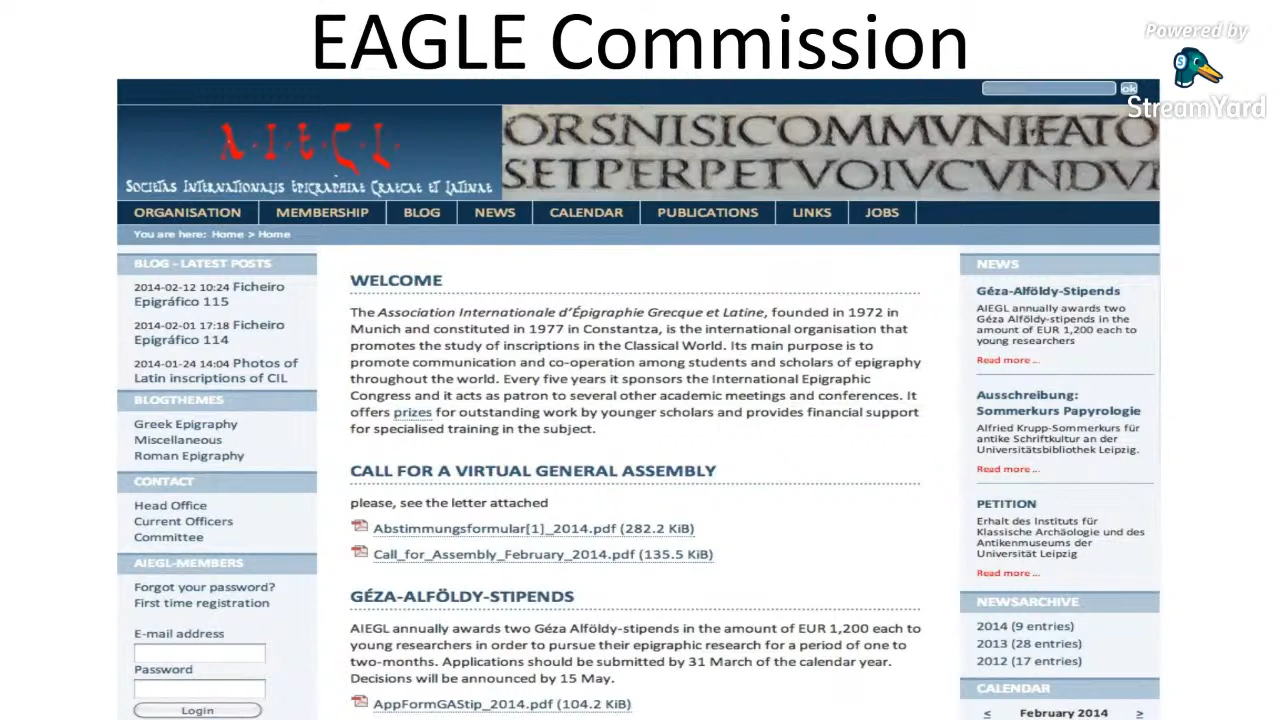 EAGLE Commission
Powered by
StreamYard
ok
A·I·E·G·L·
Societas Internationalis Epigraphiae Graecae et Latinae
ORSNISICOMMVNI·FATO
SETPERPETVOIVCVNDVI
ORGANISATION
MEMBERSHIP
BLOG
NEWS
CALENDAR
PUBLICATIONS
LINKS
JOBS
You are here: Home > Home
BLOG - LATEST POSTS
2014-02-12 10:24 Ficheiro
Epigráfico 115
2014-02-01 17:18 Ficheiro
Epigráfico 114
2014-01-24 14:04 Photos of
Latin inscriptions of CIL
BLOGTHEMES
Greek Epigraphy
Miscellaneous
Roman Epigraphy
CONTACT
Head Office
Current Officers
Committee
AIEGL-MEMBERS
Forgot your password?
First time registration
E-mail address
Password
Login
WELCOME
The Association Internationale d'Épigraphie Grecque et Latine, founded in 1972 in
Munich and constituted in 1977 in Constantza, is the international organisation that
promotes the study of inscriptions in the Classical World. Its main purpose is to
promote communication and co-operation among students and scholars of epigraphy
throughout the world. Every five years it sponsors the International Epigraphic
Congress and it acts as patron to several other academic meetings and conferences. It
offers prizes for outstanding work by younger scholars and provides financial support
for specialised training in the subject.
CALL FOR A VIRTUAL GENERAL ASSEMBLY
please, see the letter attached
Abstimmungsformular[1]_2014.pdf (282.2 KiB)
Call_for_Assembly_February_2014.pdf (135.5 KiB)
GÉZA-ALFÖLDY-STIPENDS
AIEGL annually awards two Géza Alföldy-stipends in the amount of EUR 1,200 each to
young researchers in order to pursue their epigraphic research for a period of one to
two-months. Applications should be submitted by 31 March of the calendar year.
Decisions will be announced by 15 May.
AppFormGAStip_2014.pdf (104.2 KiB)
NEWS
Géza-Alföldy-Stipends
AIEGL annually awards two
Géza Alföldy-stipends in the
amount of EUR 1,200 each to
young researchers
Read more ...
Ausschreibung:
Sommerkurs Papyrologie
Alfried Krupp-Sommerkurs für
antike Schriftkultur an der
Universitätsbibliothek Leipzig.
Read more ...
PETITION
Erhalt des Instituts für
Klassische Archäologie und des
Antikenmuseums der
Universität Leipzig
Read more ...
NEWSARCHIVE
2014 (9 entries)
2013 (28 entries)
2012 (17 entries)
CALENDAR
< February 2014 >